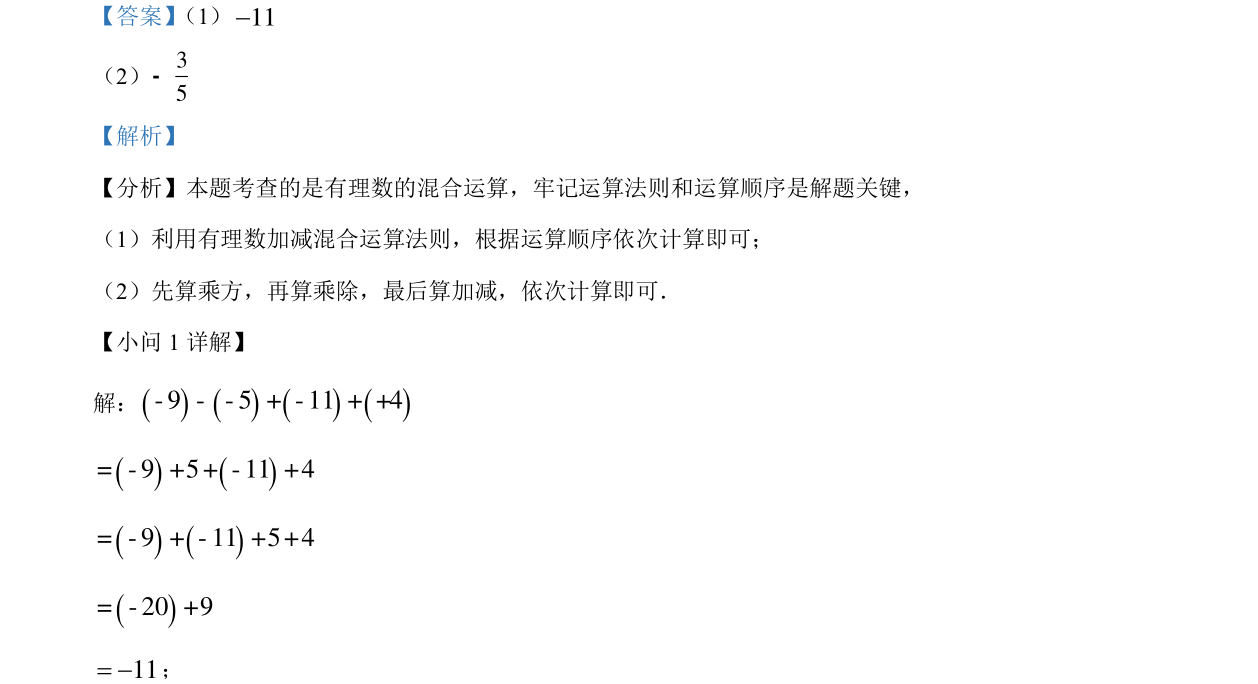 【答案】（1）−11
（2）- 3/5
【解析】
【分析】本题考查的是有理数的混合运算，牢记运算法则和运算顺序是解题关键，
（1）利用有理数加减混合运算法则，根据运算顺序依次计算即可；
（2）先算乘方，再算乘除，最后算加减，依次计算即可．
【小问 1 详解】
解：(-9)-(-5)+(-11)+(+4)
=(-9)+5+(-11)+4
=(-9)+(-11)+5+4
=(-20)+9
=−11；